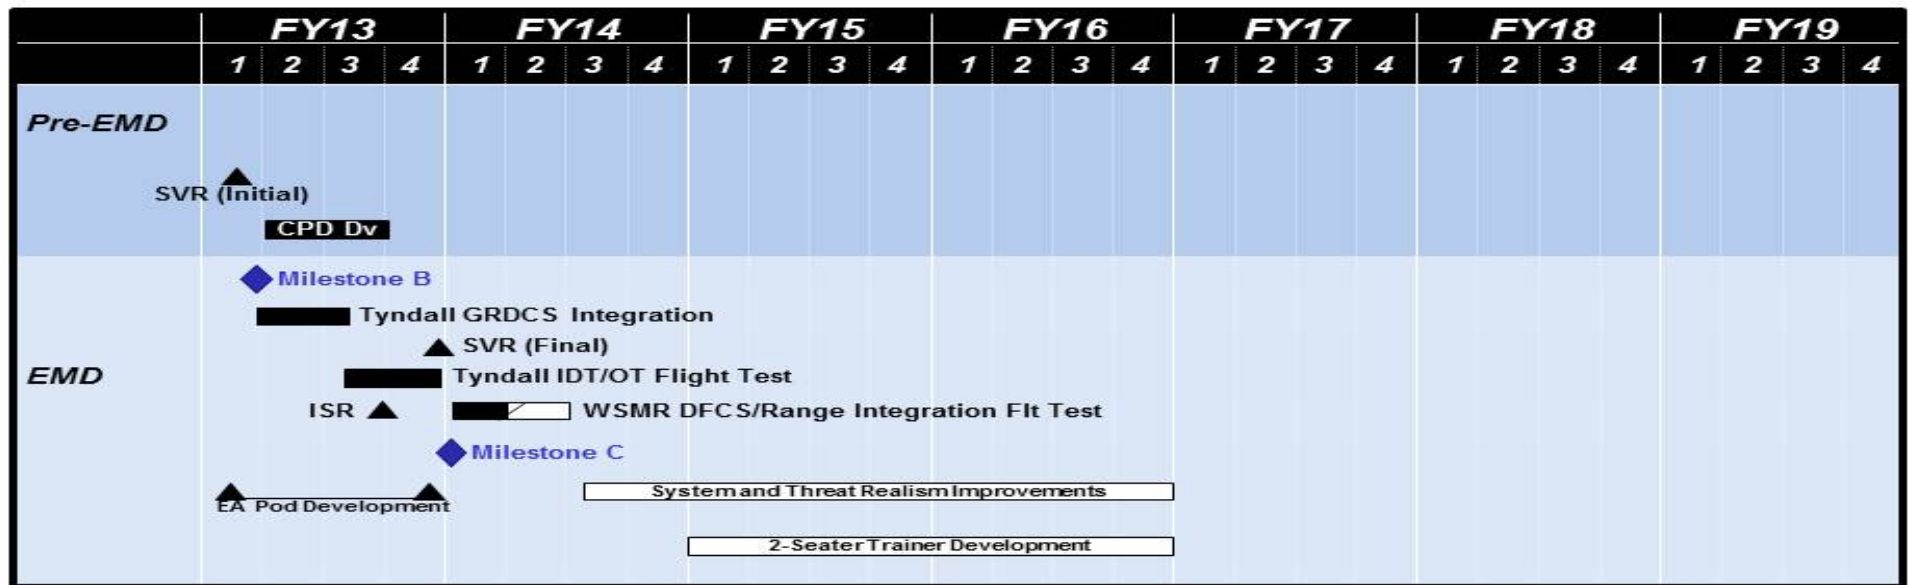 FY13 FY14 FY15 FY16 FY17 FY18 FY19
1 2 3 4 1 2 3 4 1 2 3 4 1 2 3 4 1 2 3 4 1 2 3 4 1 2 3 4
Pre-EMD
SVR (Initial)
CPD Dv
Milestone B
Tyndall GRDCS Integration
SVR (Final)
EMD
Tyndall IDT/OT Flight Test
ISR
WSMR DFCS/Range Integration Flt Test
Milestone C
System and Threat Realism Improvements
EA Pod Development
2-Seater Trainer Development